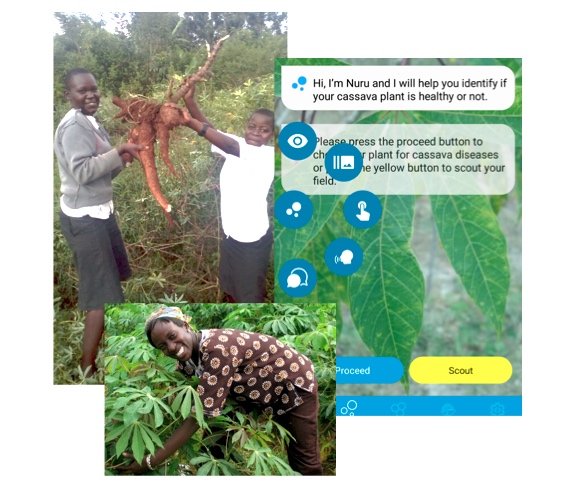 Hi, I'm Nuru and I will help you identify if
your cassava plant is healthy or not.
Please press the proceed button to
plant for cassava diseases
or yellow button to scout your
field.
Proceed
Scout